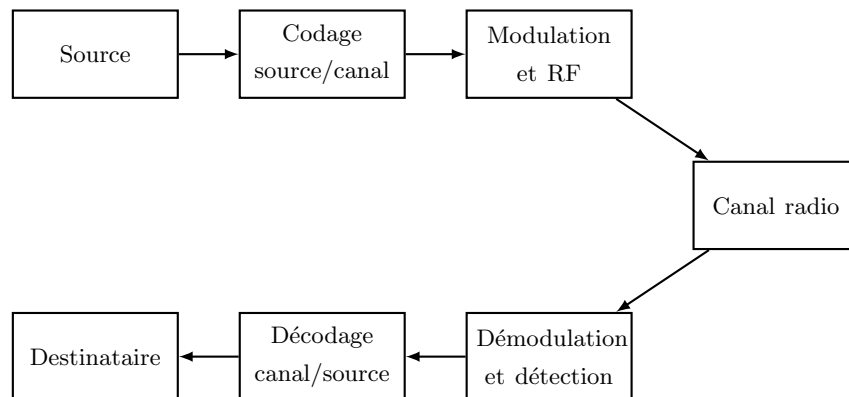 Source
Codage
source/canal
Modulation
et RF
Canal radio
Démodulation
et détection
Décodage
canal/source
Destinataire